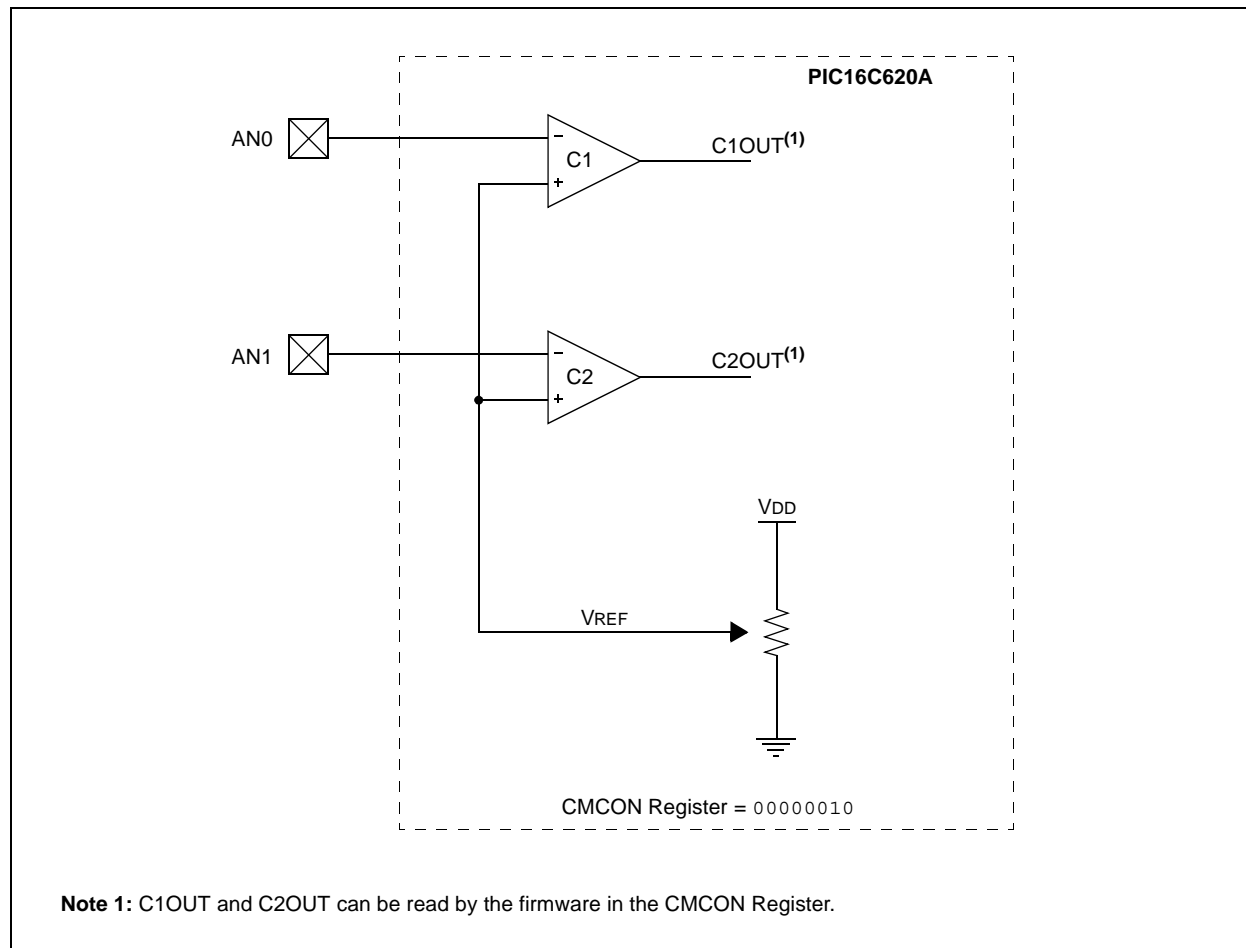 PIC16C620A
AN0
–
C1
+
C1OUT(1)
AN1
–
C2
+
C2OUT(1)
VDD
VREF
CMCON Register = 00000010
Note 1: C1OUT and C2OUT can be read by the firmware in the CMCON Register.